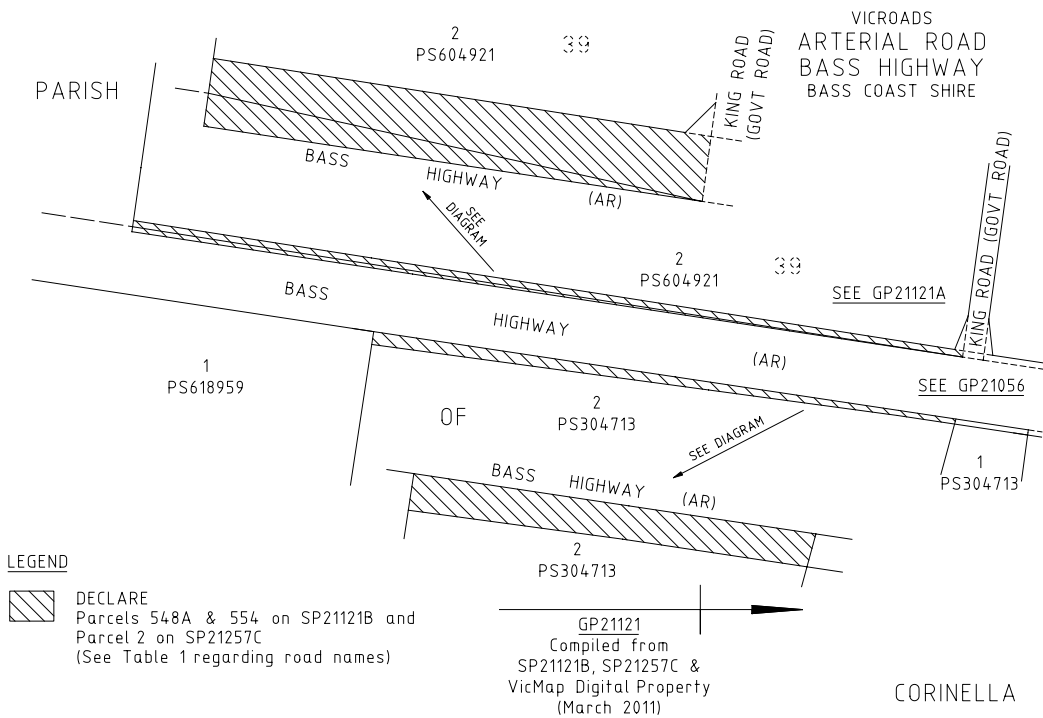 VICROADS
ARTERIAL ROAD
BASS HIGHWAY
BASS COAST SHIRE
2
PS604921
39
KING ROAD
(GOVT ROAD)
PARISH
BASS HIGHWAY (AR)
SEE
DIAGRAM
KING ROAD (GOVT ROAD)
2
PS604921
39
SEE GP21121A
BASS HIGHWAY (AR)
1
PS618959
SEE GP21056
OF
2
PS304713
SEE DIAGRAM
1
PS304713
BASS HIGHWAY (AR)
2
PS304713
LEGEND
DECLARE
Parcels 548A & 554 on SP21121B and
Parcel 2 on SP21257C
(See Table 1 regarding road names)
GP21121
Compiled from
SP21121B, SP21257C &
VicMap Digital Property
(March 2011)
CORINELLA